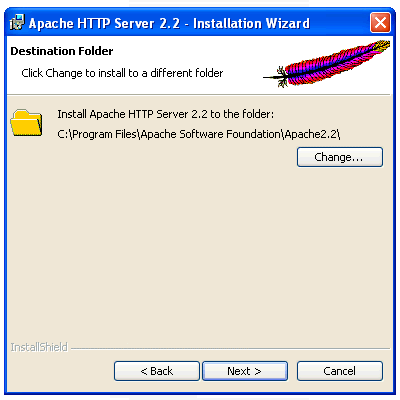 Apache HTTP Server 2.2 - Installation Wizard
Destination Folder
Click Change to install to a different folder
Install Apache HTTP Server 2.2 to the folder:
C:\Program Files\Apache Software Foundation\Apache2.2\
Change...
InstallShield
< Back
Next >
Cancel